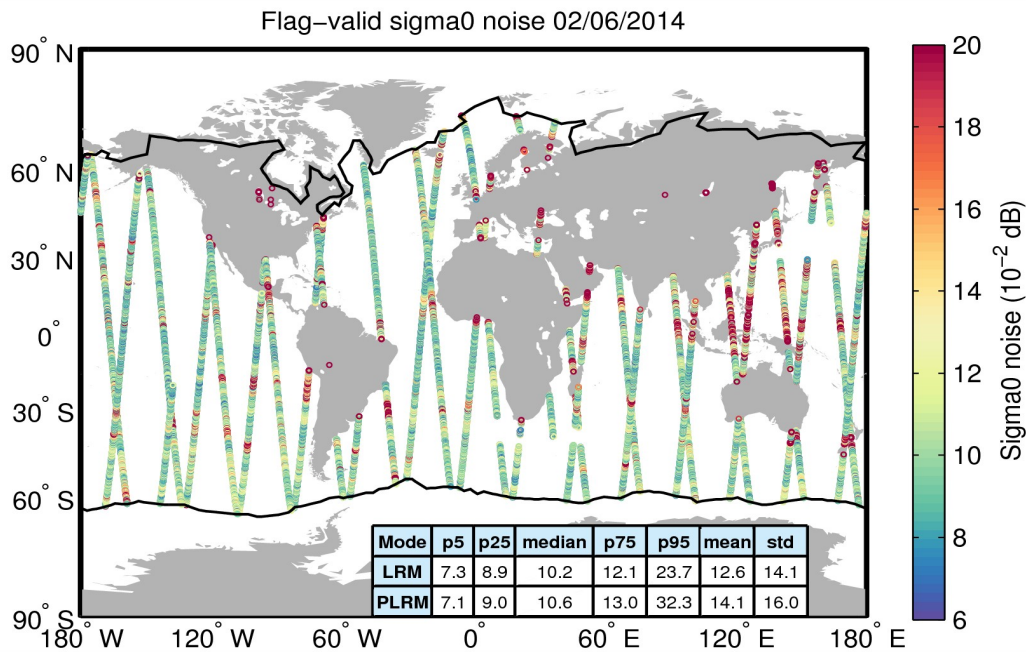 Flag−valid sigma0 noise 02/06/2014
90° N
60° N
30° N
0°
30° S
60° S
90° S
180° W
120° W
60° W
0°
60° E
120° E
180° E
Mode p5 p25 median p75 p95 mean std
LRM 7.3 8.9 10.2 12.1 23.7 12.6 14.1
PLRM 7.1 9.0 10.6 13.0 32.3 14.1 16.0
20
18
16
14
12
10
8
6
Sigma0 noise (10⁻² dB)